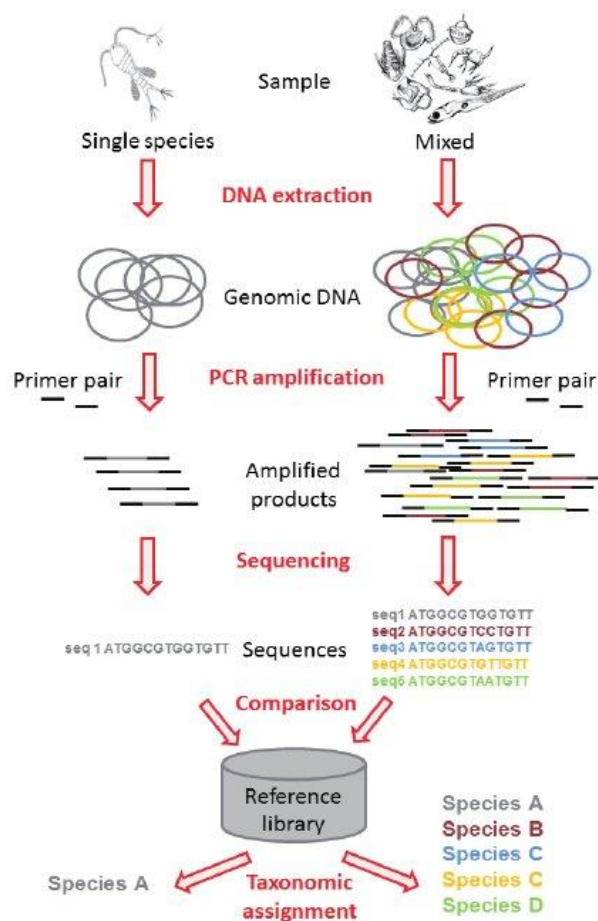 Sample
Single species
Mixed
DNA extraction
Genomic DNA
Primer pair
PCR amplification
Primer pair
Amplified
products
Sequencing
seq1 ATGGCGTGGTGTT
Sequences
seq1 ATGGCGTGGTGTT
seq2 ATGGCGTCCTGTT
seq3 ATGGCGTAGTGTT
seq4 ATGGCGTGTTGTT
seq5 ATGGCGTAATGTT
Comparison
Reference
library
Species A
Taxonomic
assignment
Species A
Species B
Species C
Species C
Species D